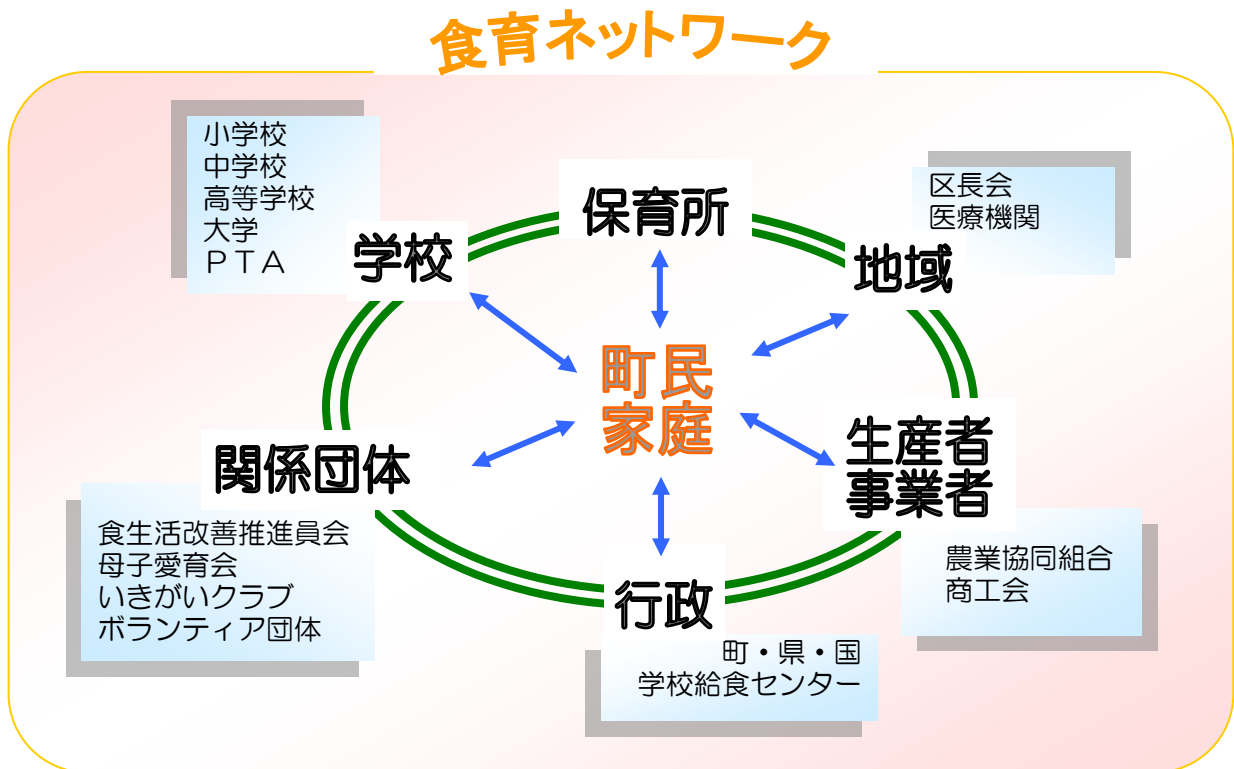 食育ネットワーク
小学校
中学校
高等学校
大学
ＰＴＡ
学校
保育所
区長会
医療機関
地域
町民
家庭
関係団体
食生活改善推進員会
母子愛育会
いきがいクラブ
ボランティア団体
生産者
事業者
農業協同組合
商工会
行政
町・県・国
学校給食センター